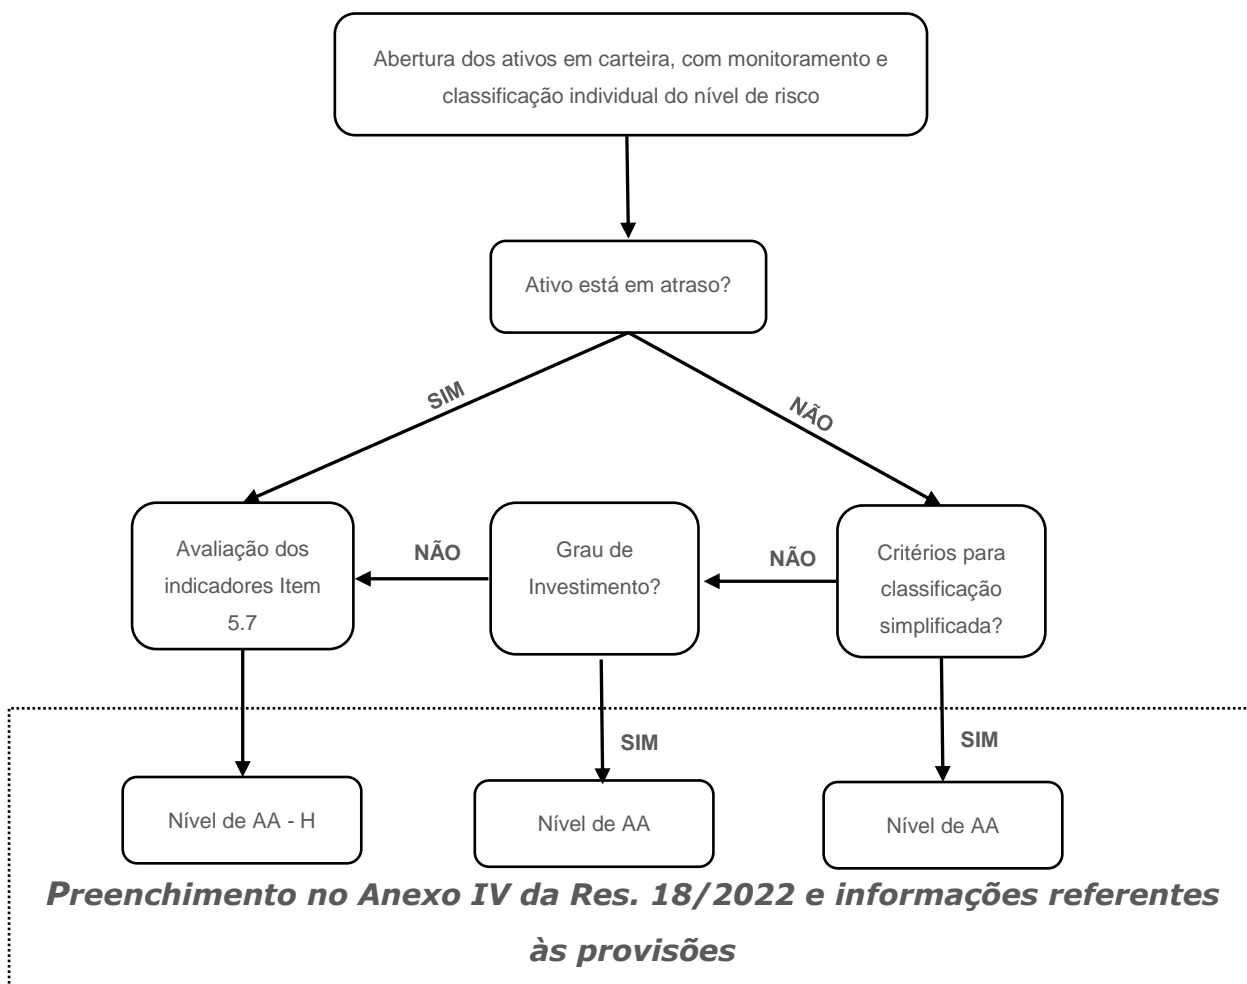 Abertura dos ativos em carteira, com monitoramento e
classificação individual do nível de risco
Ativo está em atraso?
SIM
NÃO
Avaliação dos
indicadores Item
5.7
NÃO
Grau de
Investimento?
NÃO
Critérios para
classificação
simplificada?
SIM
SIM
Nível de AA - H
Nível de AA
Nível de AA
Preenchimento no Anexo IV da Res. 18/2022 e informações referentes
às provisões